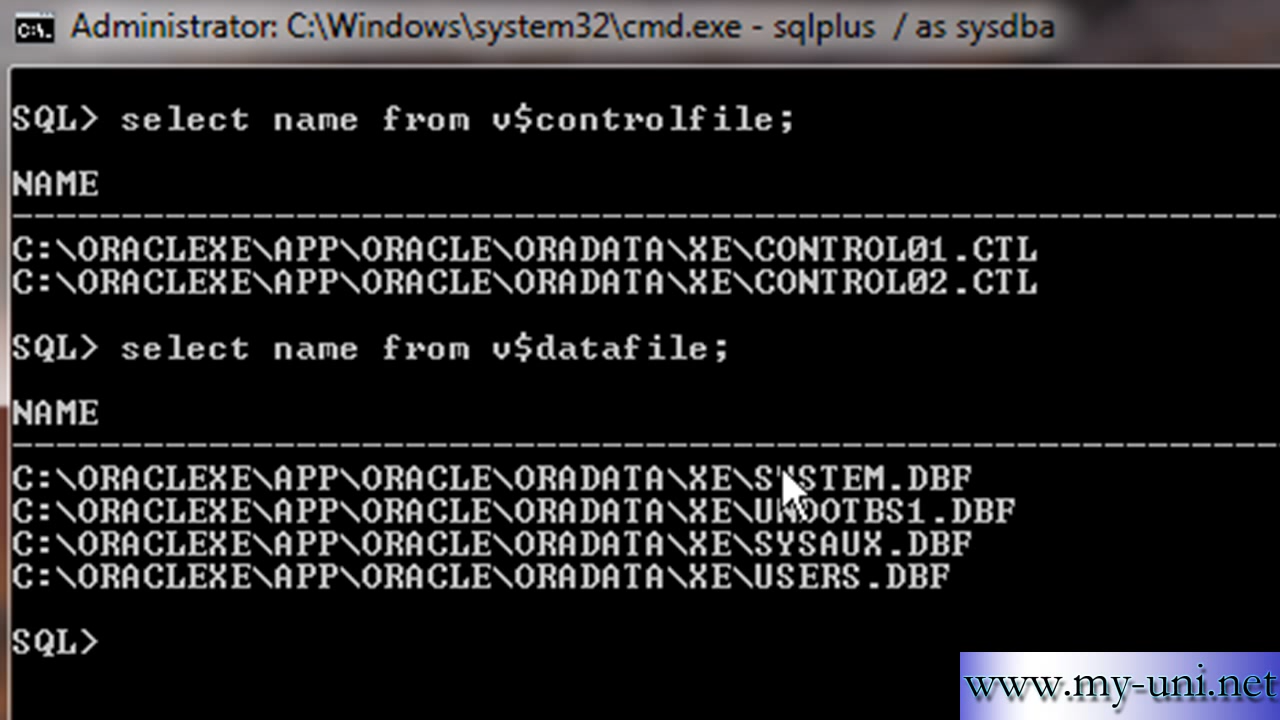 C:\. Administrator: C:\Windows\system32\cmd.exe - sqlplus / as sysdba
SQL> select name from v$controlfile;
NAME
--------------------------------------------------------------------------------
C:\ORACLEXE\APP\ORACLE\ORADATA\XE\CONTROL01.CTL
C:\ORACLEXE\APP\ORACLE\ORADATA\XE\CONTROL02.CTL
SQL> select name from v$datafile;
NAME
--------------------------------------------------------------------------------
C:\ORACLEXE\APP\ORACLE\ORADATA\XE\SYSTEM.DBF
C:\ORACLEXE\APP\ORACLE\ORADATA\XE\UNDOTBS1.DBF
C:\ORACLEXE\APP\ORACLE\ORADATA\XE\SYSAUX.DBF
C:\ORACLEXE\APP\ORACLE\ORADATA\XE\USERS.DBF
SQL>
www.my-uni.net